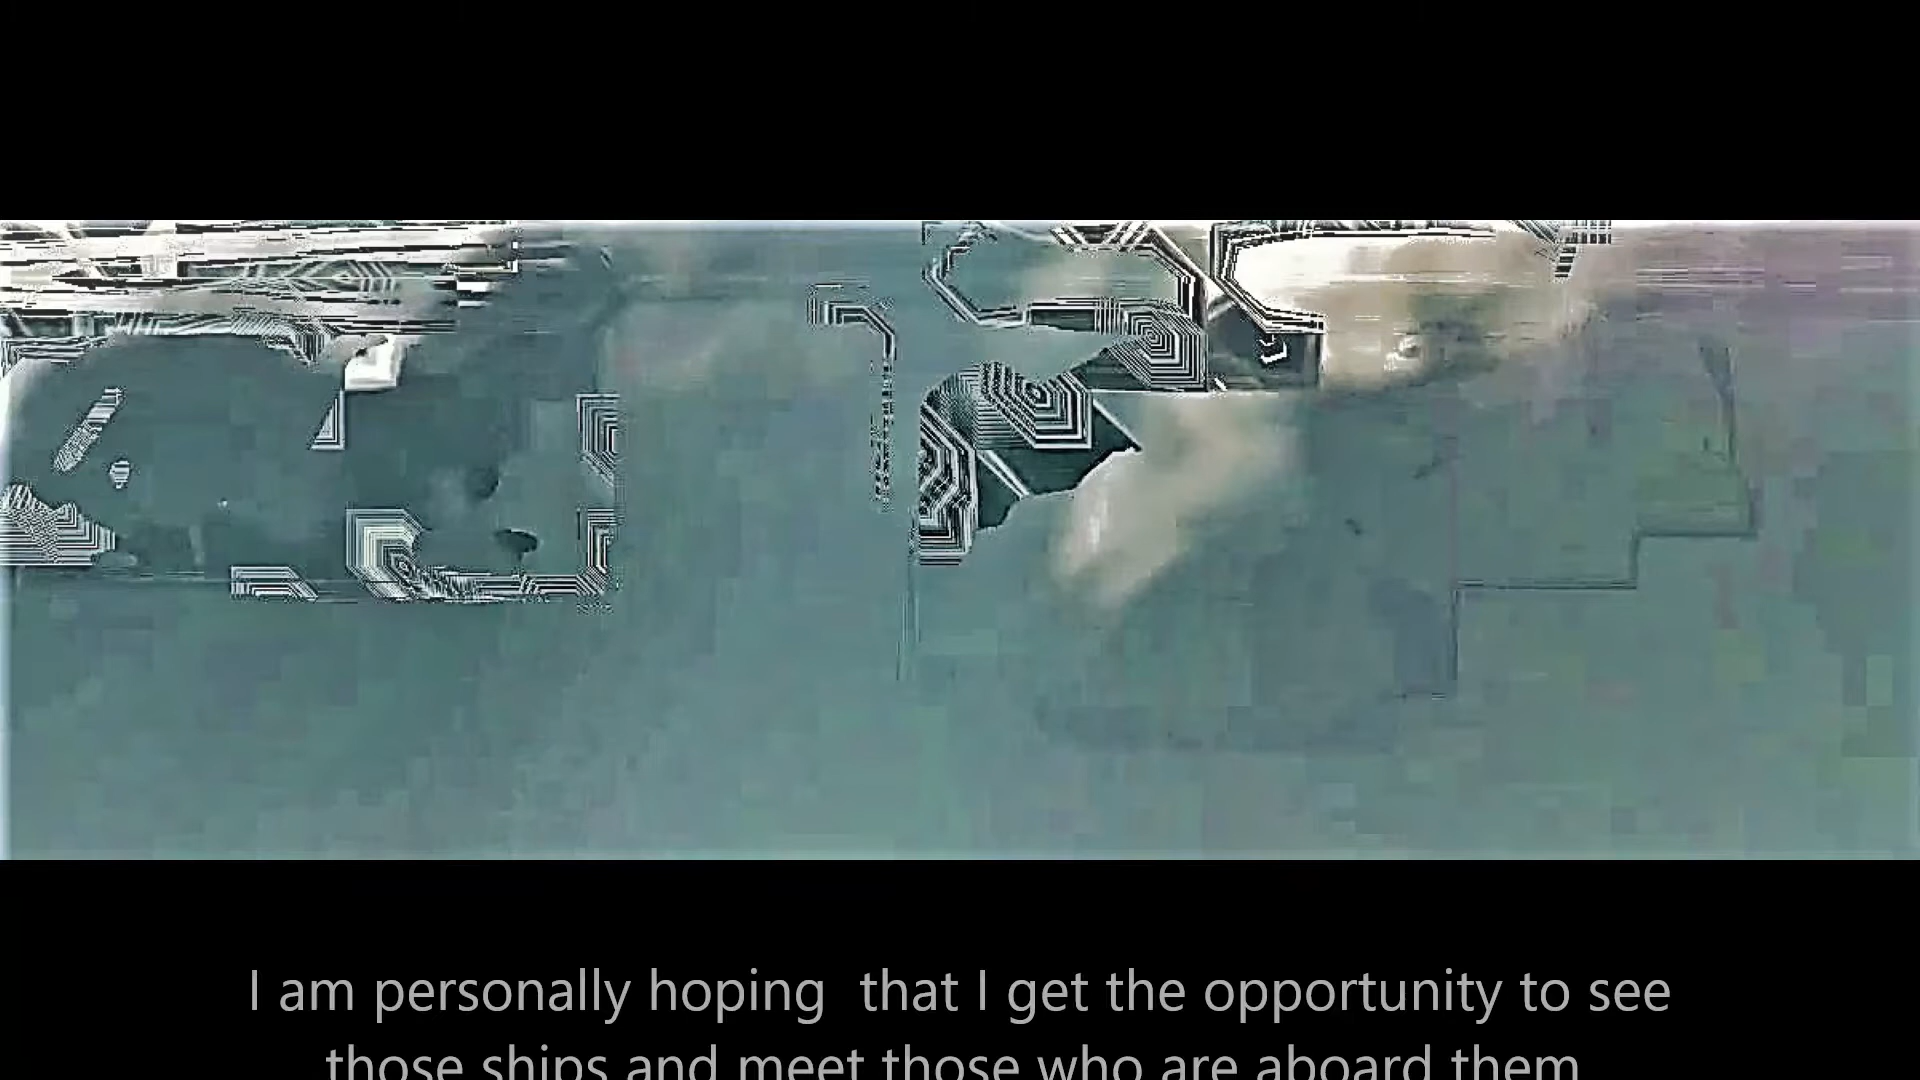 I am personally hoping  that I get the opportunity to see
those ships and meet those who are aboard them